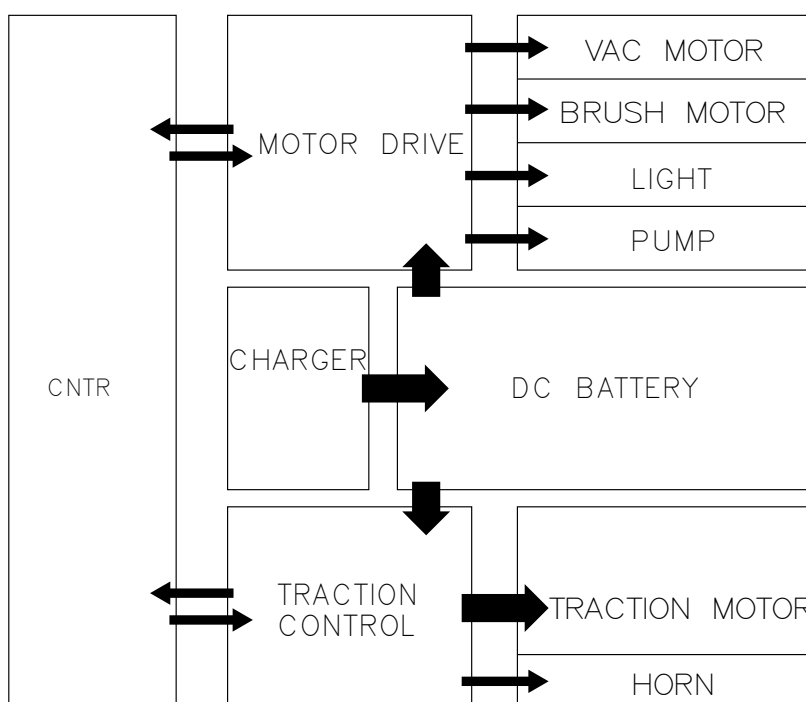 VAC MOTOR
BRUSH MOTOR
MOTOR DRIVE
LIGHT
PUMP
CHARGER
CNTR
DC BATTERY
TRACTION
CONTROL
TRACTION MOTOR
HORN